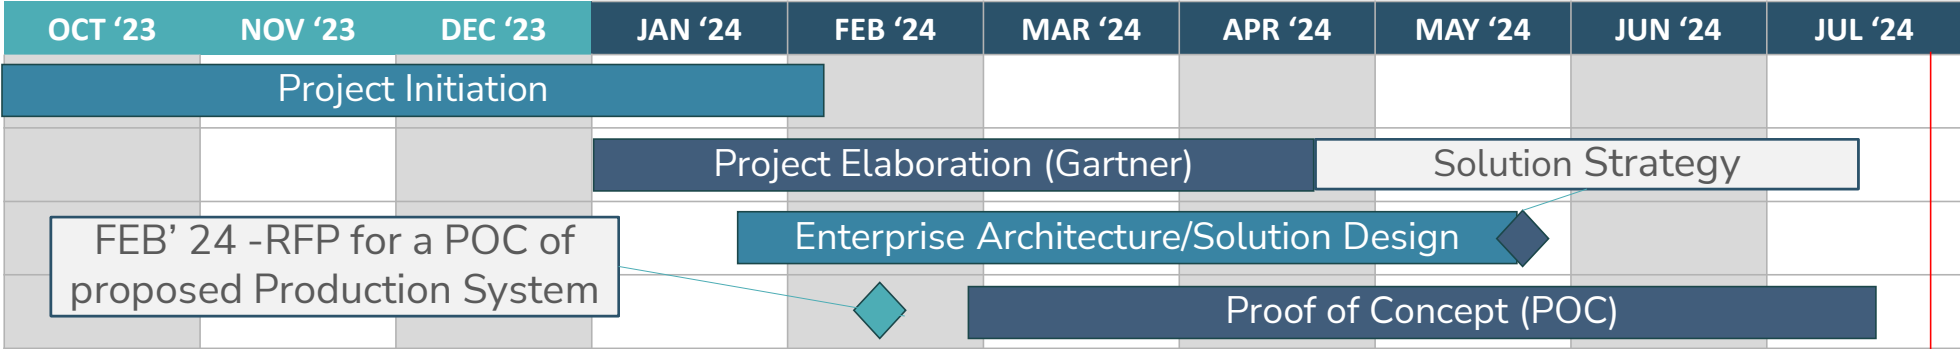 OCT ‘23 NOV ‘23 DEC ‘23 JAN ‘24 FEB ‘24 MAR ‘24 APR ‘24 MAY ‘24 JUN ‘24 JUL ‘24
Project Initiation
Project Elaboration (Gartner)
Solution Strategy
Enterprise Architecture/Solution Design
FEB’ 24 -RFP for a POC of
proposed Production System
Proof of Concept (POC)